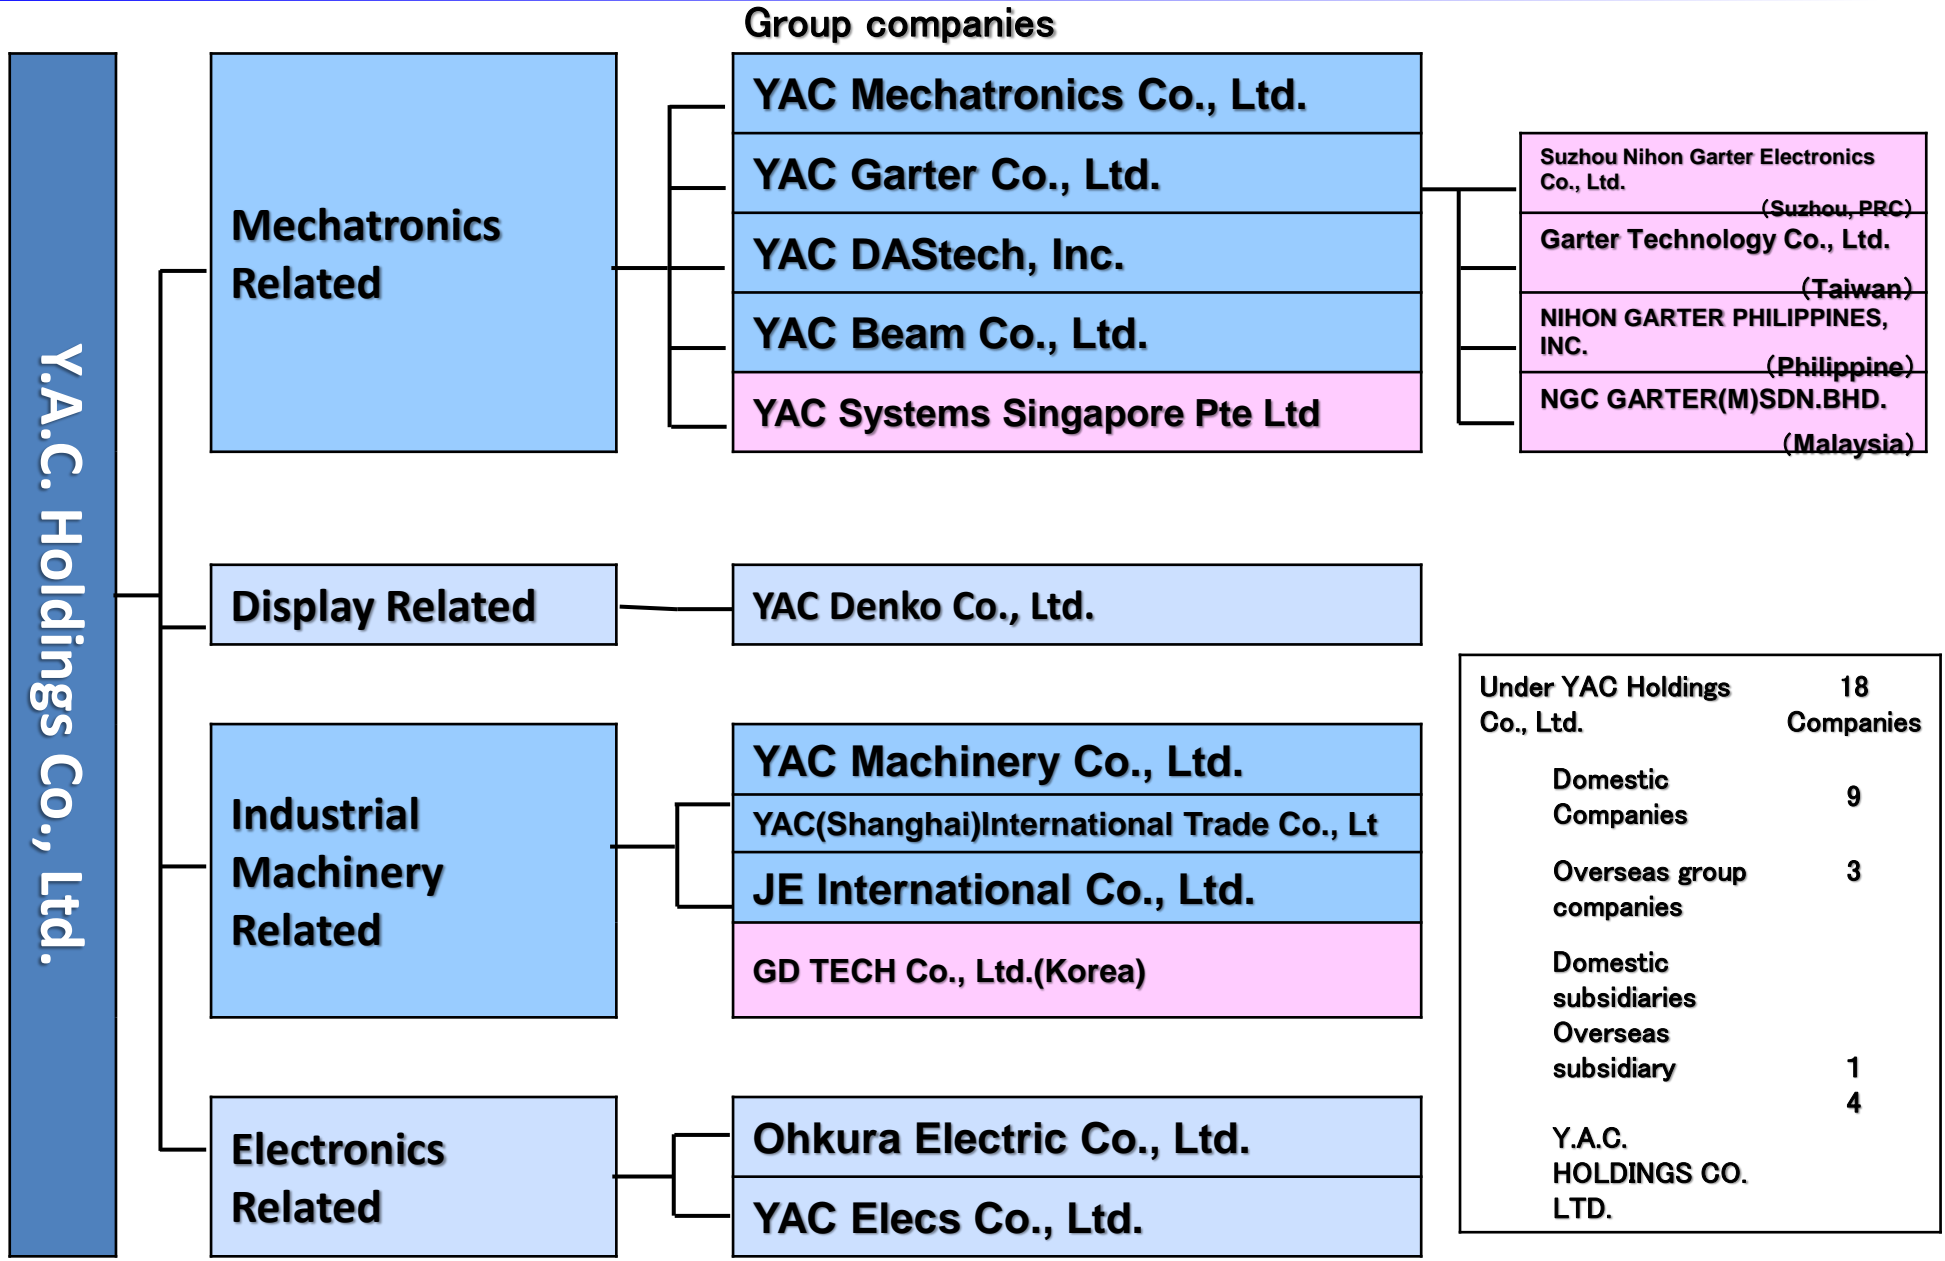 Group companies
Y.A.C. Holdings Co., Ltd.
Mechatronics
Related
YAC Mechatronics Co., Ltd.
YAC Garter Co., Ltd.
YAC DAStech, Inc.
YAC Beam Co., Ltd.
YAC Systems Singapore Pte Ltd
Suzhou Nihon Garter Electronics
Co., Ltd.
(Suzhou, PRC)
Garter Technology Co., Ltd.
(Taiwan)
NIHON GARTER PHILIPPINES,
INC.
(Philippine)
NGC GARTER(M)SDN.BHD.
(Malaysia)
Display Related
YAC Denko Co., Ltd.
Industrial
Machinery
Related
YAC Machinery Co., Ltd.
YAC(Shanghai)International Trade Co., Lt
JE International Co., Ltd.
GD TECH Co., Ltd.(Korea)
Electronics
Related
Ohkura Electric Co., Ltd.
YAC Elecs Co., Ltd.
Under YAC Holdings 18
Co., Ltd. Companies
Domestic
Companies 9
Overseas group 3
companies
Domestic
subsidiaries
Overseas
subsidiary 1
4
Y.A.C.
HOLDINGS CO.
LTD.